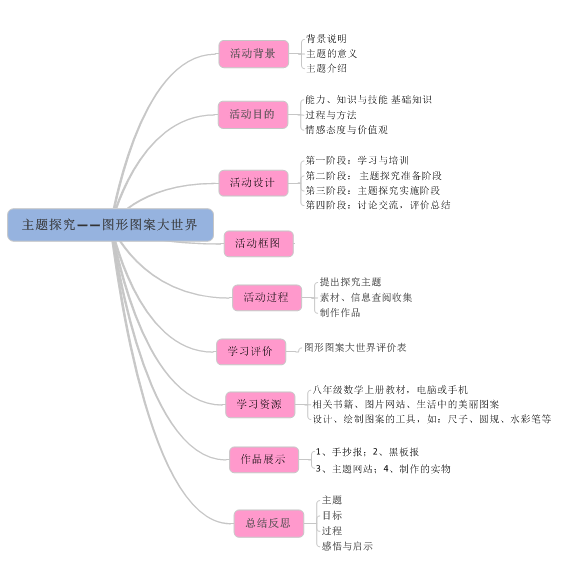 主题探究——图形图案大世界
活动背景
背景说明
主题的意义
主题介绍
活动目的
能力、知识与技能 基础知识
过程与方法
情感态度与价值观
活动设计
第一阶段：学习与培训
第二阶段： 主题探究准备阶段
第三阶段：主题探究实施阶段
第四阶段：讨论交流，评价总结
活动框图
活动过程
提出探究主题
素材、信息查阅收集
制作作品
学习评价
图形图案大世界评价表
学习资源
八年级数学上册教材，电脑或手机
相关书籍、图片网站、生活中的美丽图案
设计、绘制图案的工具，如：尺子、圆规、水彩笔等
作品展示
1、手抄报；2、黑板报
3、主题网站；4、制作的实物
总结反思
主题
目标
过程
感悟与启示